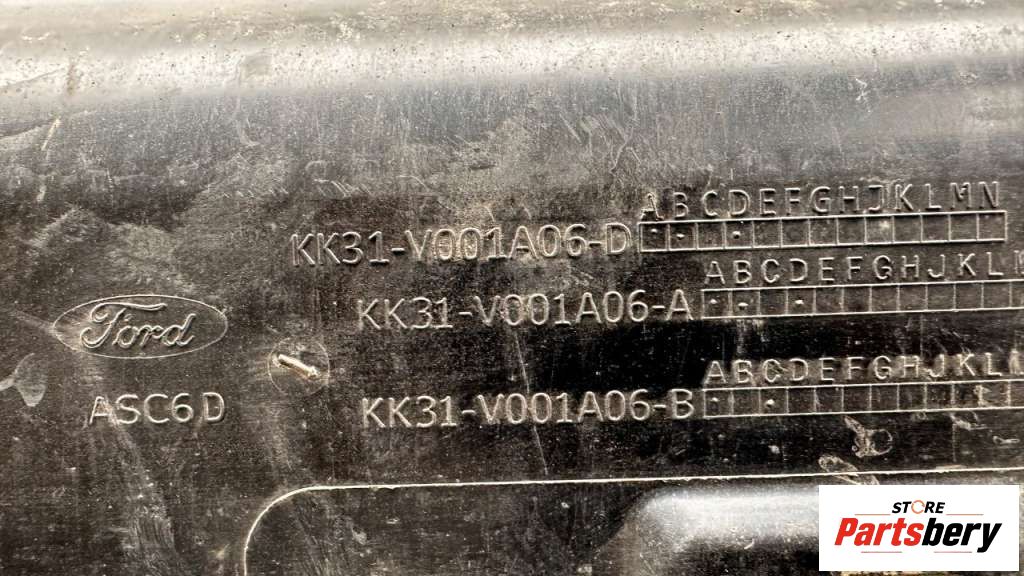 ABCDEFGHJKLMN
KK31-V001A06-D
ABCDEFGHJKL
KK31-V001A06-A
Ford
ABCDEFGHJKL
ASC6D
KK31-V001A06-B
STORE
Partsbery